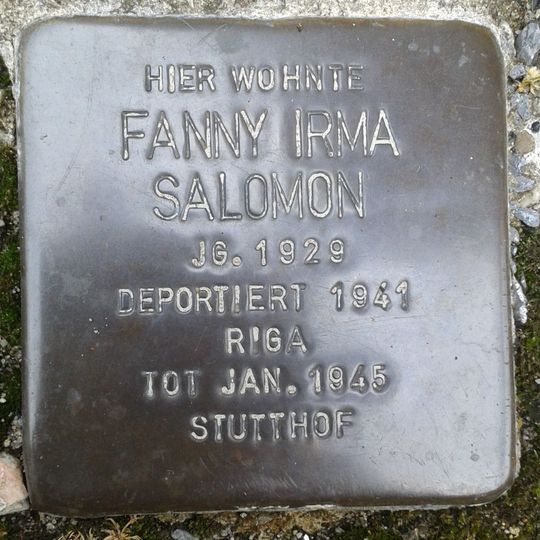 HIER WOHNTE
FANNY IRMA
SALOMON
JG. 1929
DEPORTIERT 1941
RIGA
TOT JAN. 1945
STUTTHOF